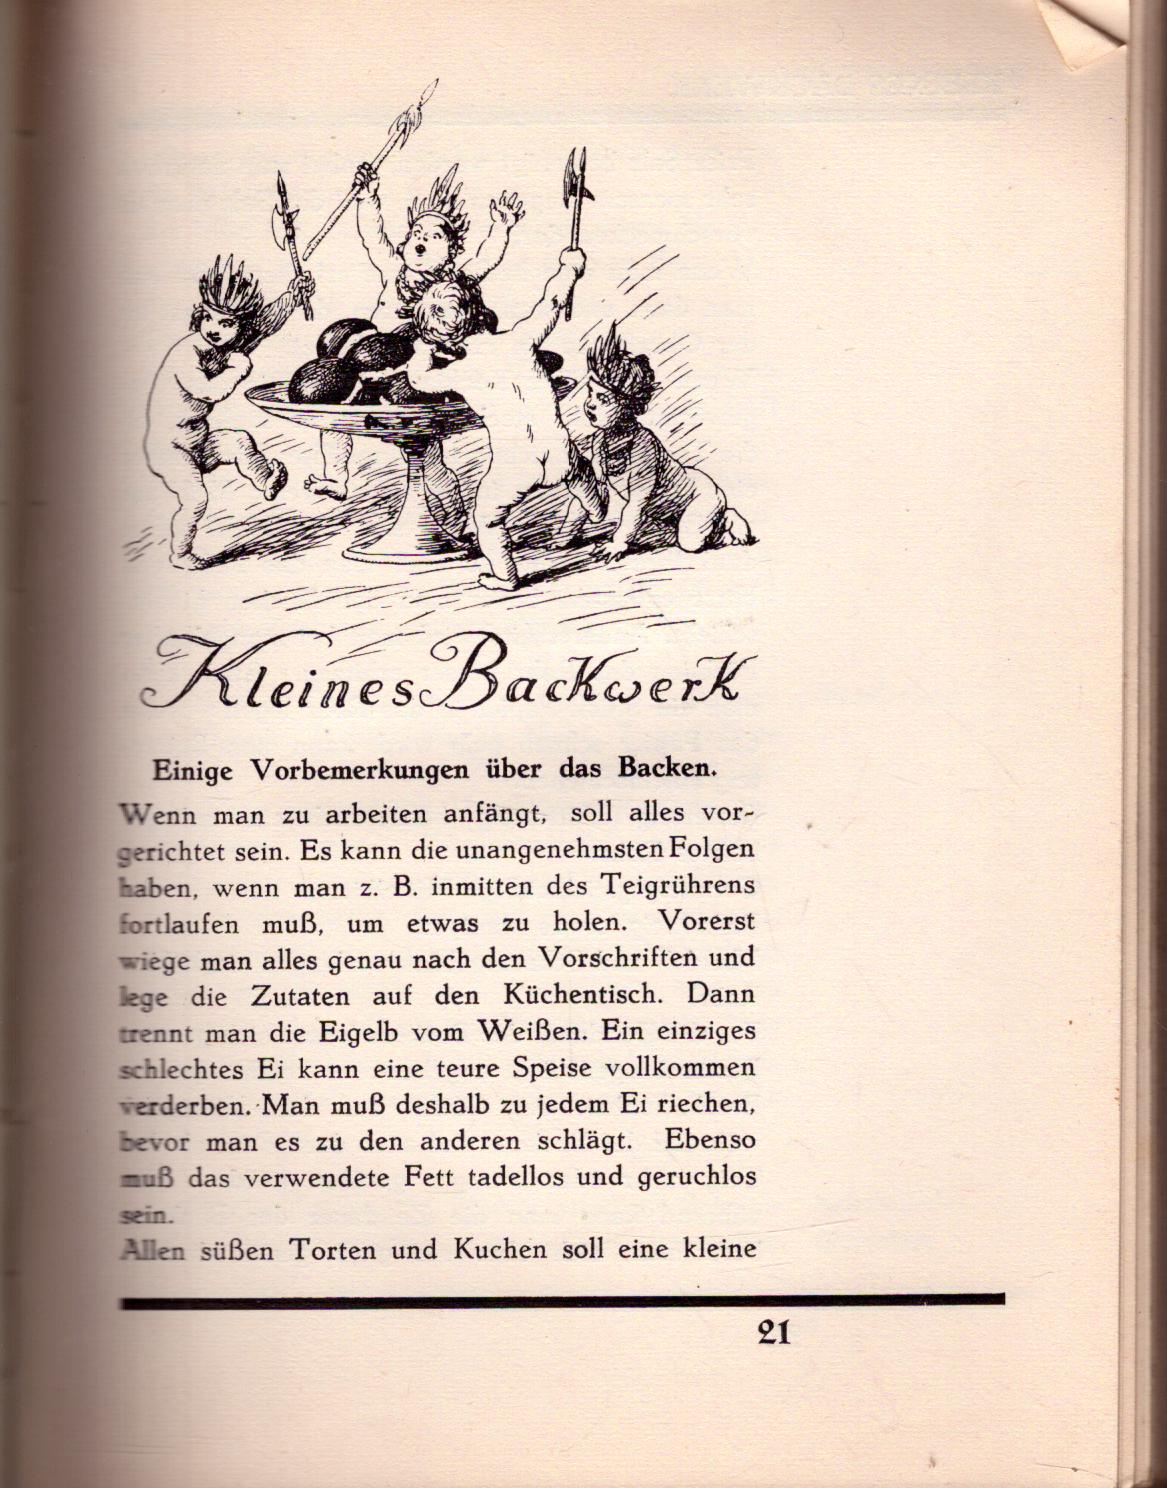 Kleines Backwerk
Einige Vorbemerkungen über das Backen.
Wenn man zu arbeiten anfängt, soll alles vor-
gerichtet sein. Es kann die unangenehmsten Folgen
haben, wenn man z. B. inmitten des Teigrührens
fortlaufen muß, um etwas zu holen. Vorerst
wiege man alles genau nach den Vorschriften und
lege die Zutaten auf den Küchentisch. Dann
trennt man die Eigelb vom Weißen. Ein einziges
schlechtes Ei kann eine teure Speise vollkommen
verderben. Man muß deshalb zu jedem Ei riechen,
bevor man es zu den anderen schlägt. Ebenso
muß das verwendete Fett tadellos und geruchlos
sein.
Allen süßen Torten und Kuchen soll eine kleine
21